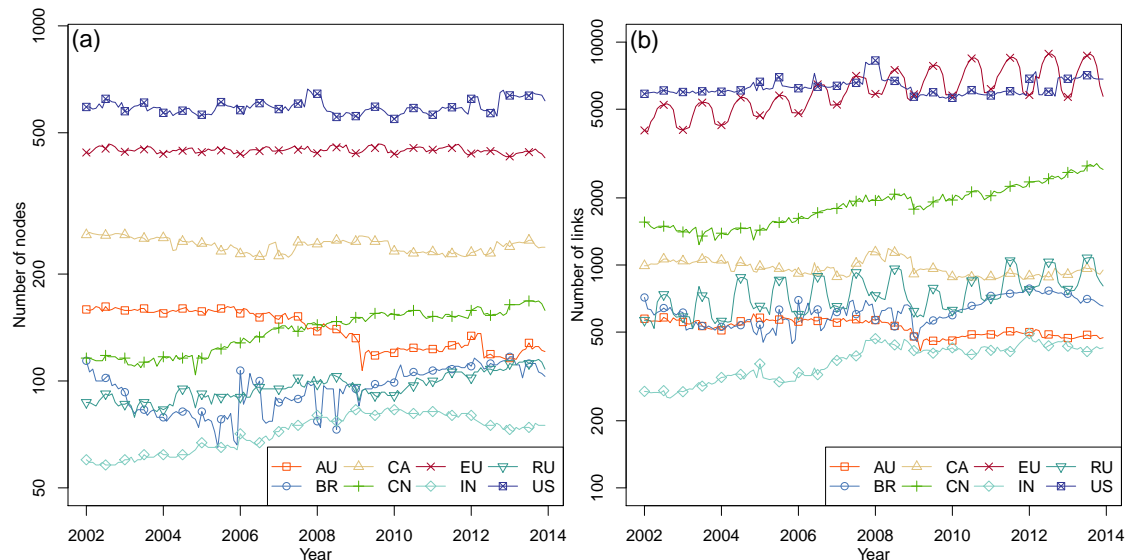 (a)
Number of nodes
1000
500
200
100
50
2002 2004 2006 2008 2010 2012 2014
Year
AU CA EU RU
BR CN IN US
(b)
Number of links
10000
5000
2000
1000
500
200
100
2002 2004 2006 2008 2010 2012 2014
Year
AU CA EU RU
BR CN IN US